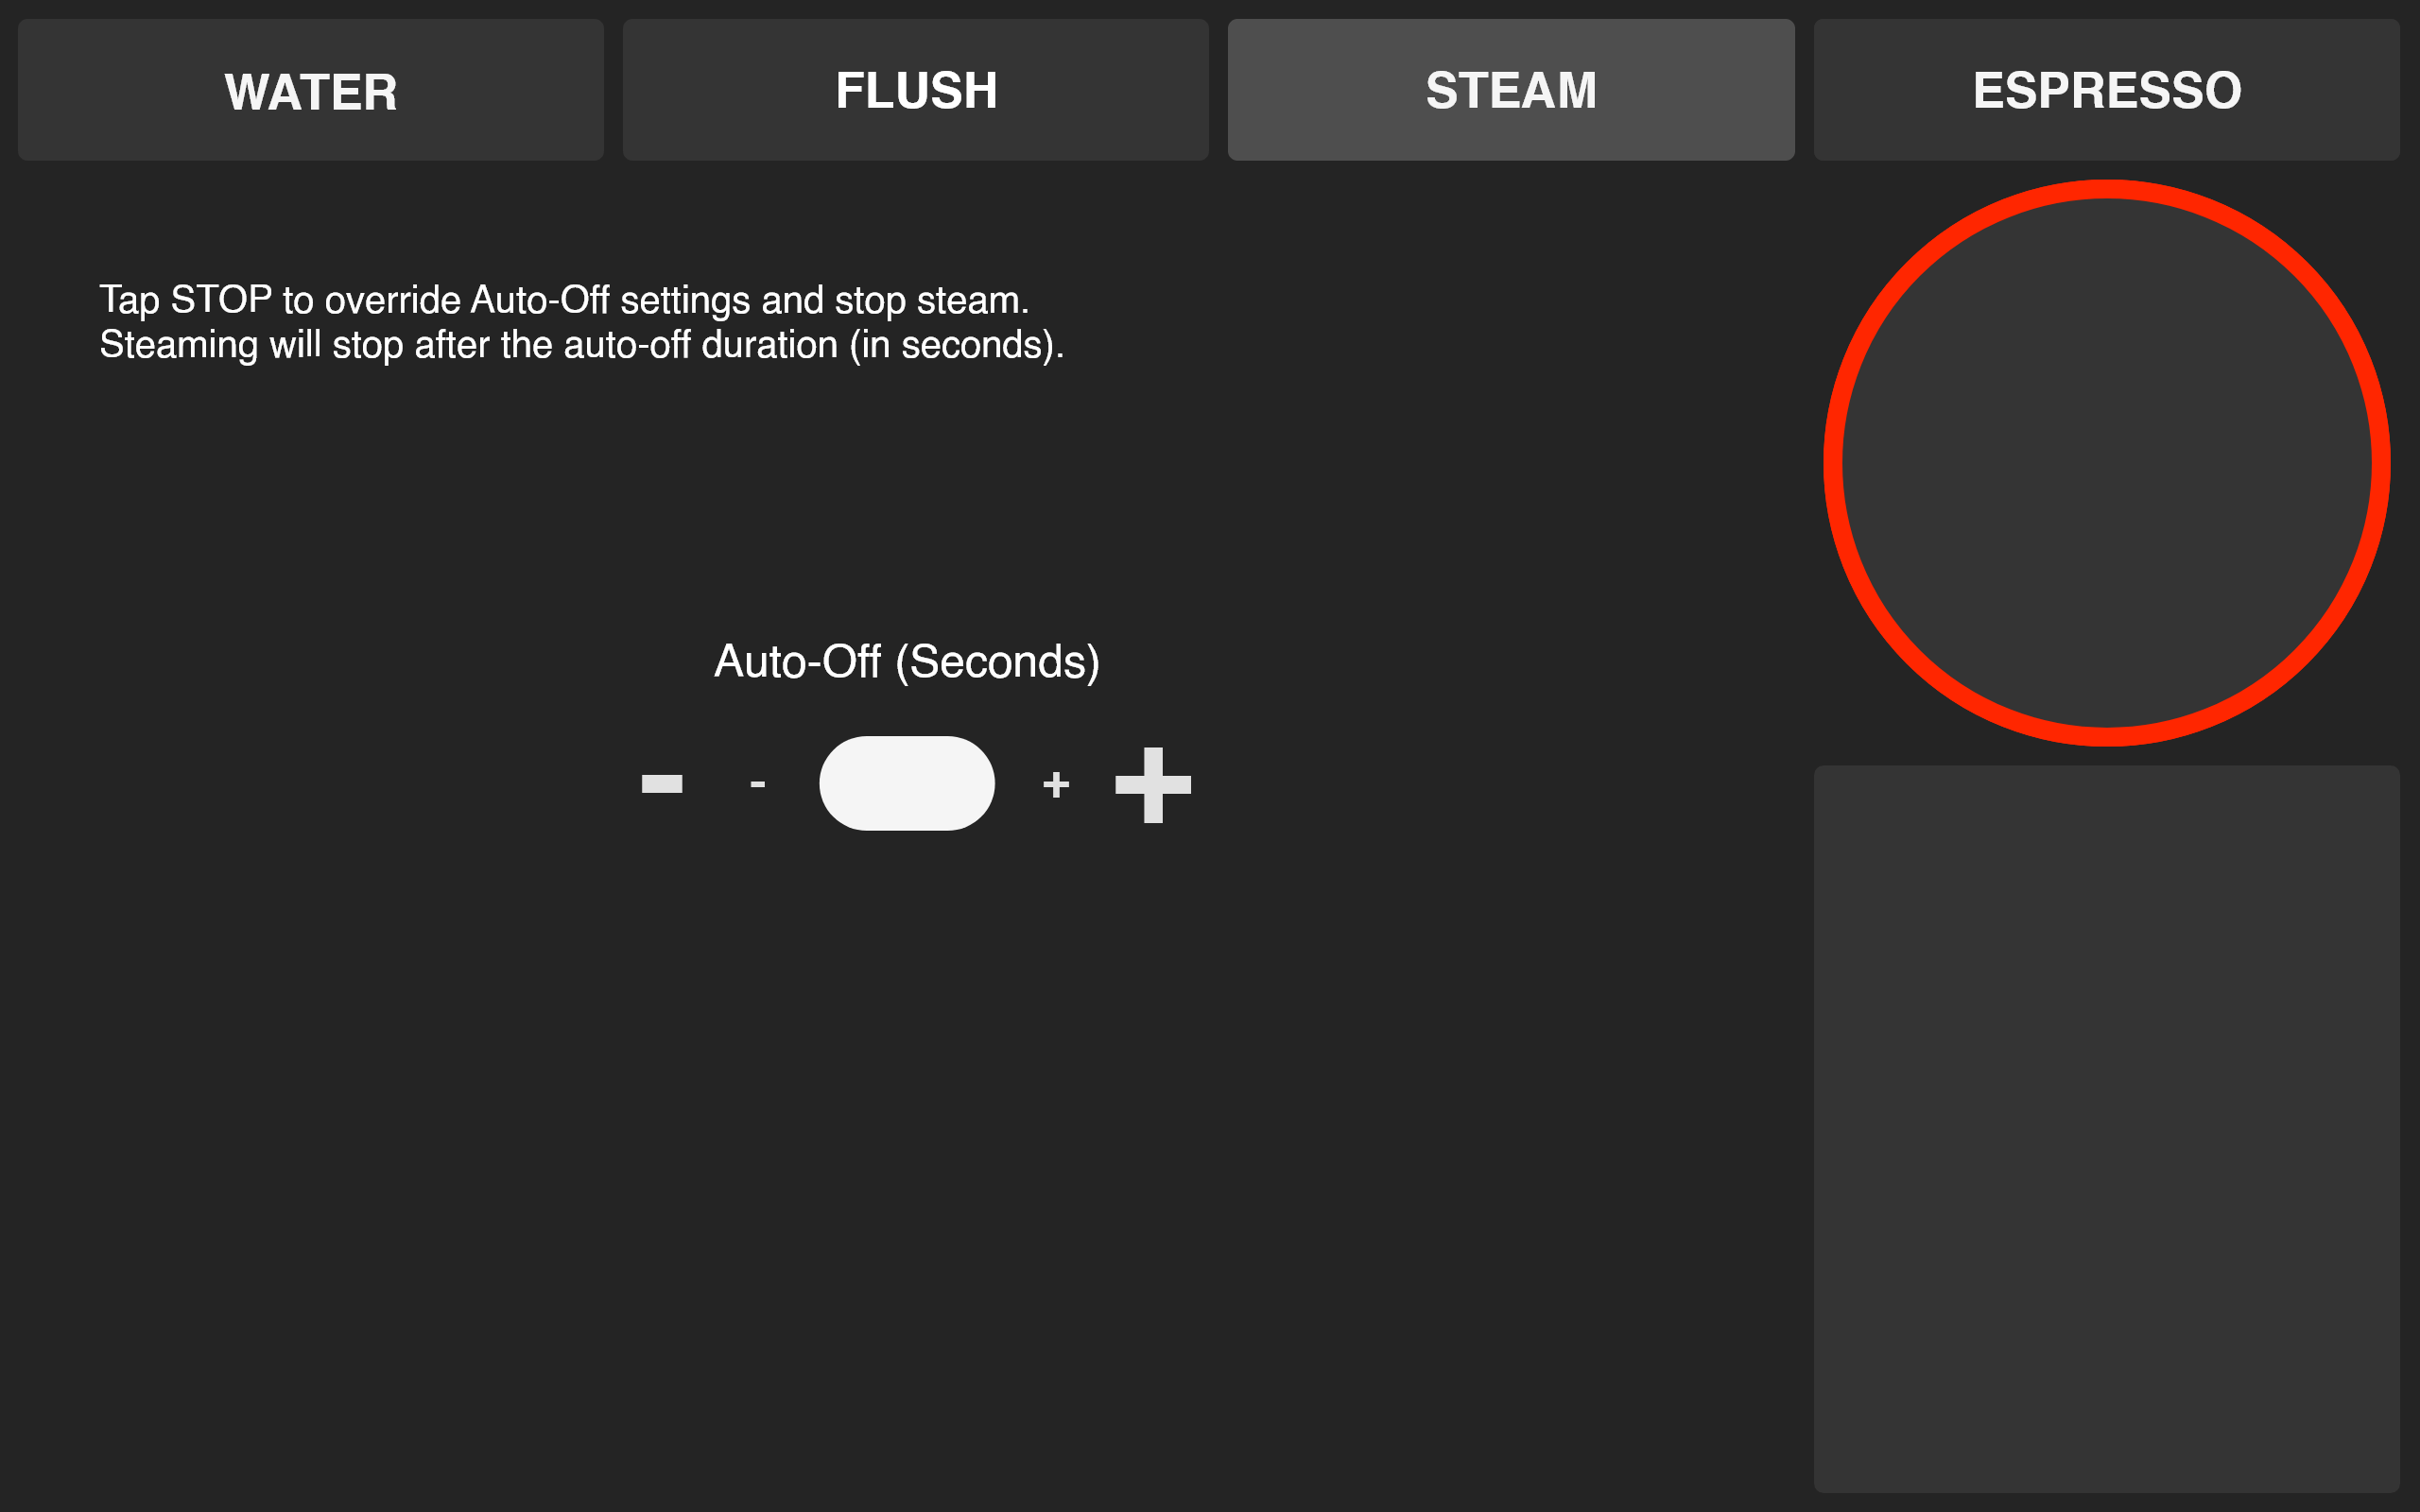 WATER
FLUSH
STEAM
ESPRESSO
Tap STOP to override Auto-Off settings and stop steam.
Steaming will stop after the auto-off duration (in seconds).
Auto-Off (Seconds)
- - + +